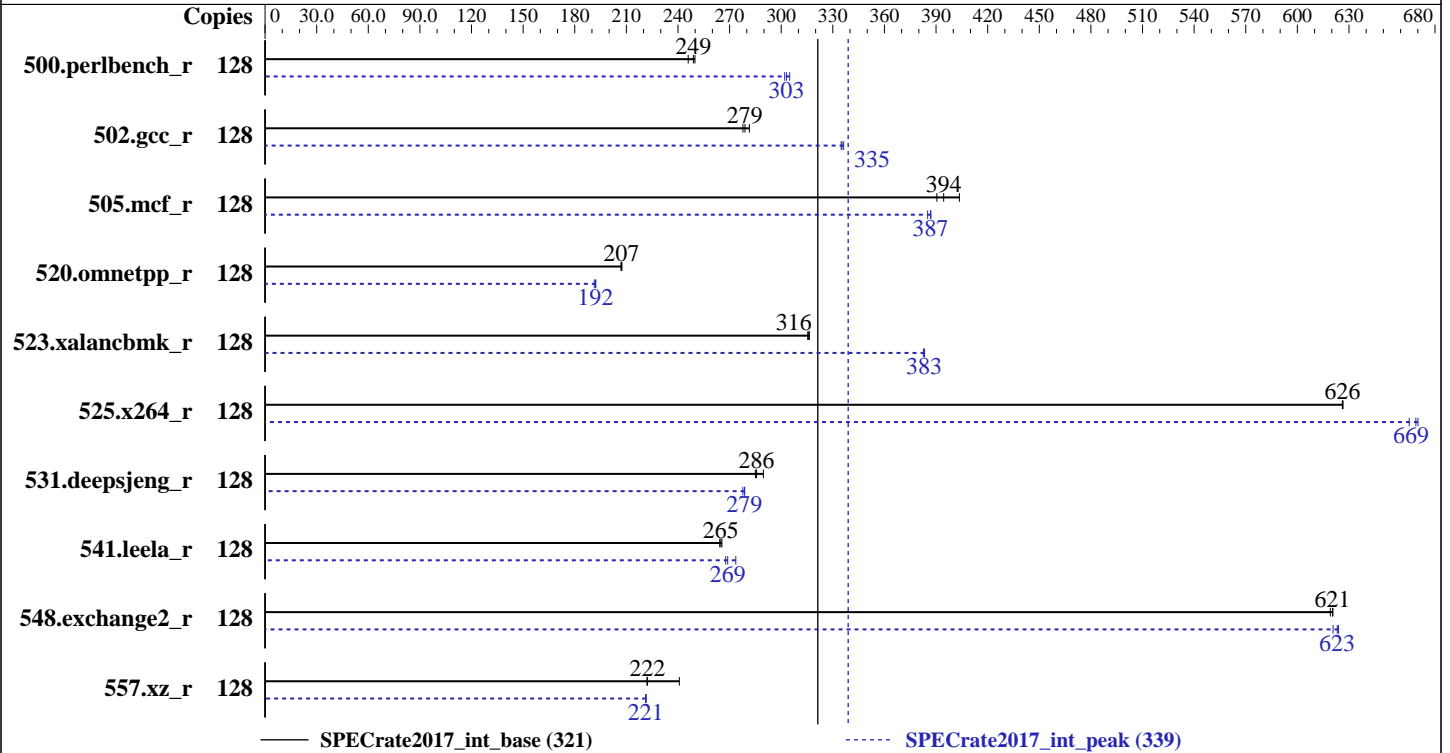 Copies 0 30.0 60.0 90.0 120 150 180 210 240 270 300 330 360 390 420 450 480 510 540 570 600 630 680
249
500.perlbench_r 128
303
279
502.gcc_r 128
335
394
505.mcf_r 128
387
207
520.omnetpp_r 128
192
316
523.xalancbmk_r 128
383
626
525.x264_r 128
669
286
531.deepsjeng_r 128
279
265
541.leela_r 128
269
621
548.exchange2_r 128
623
222
557.xz_r 128
221
SPECrate2017_int_base (321) SPECrate2017_int_peak (339)